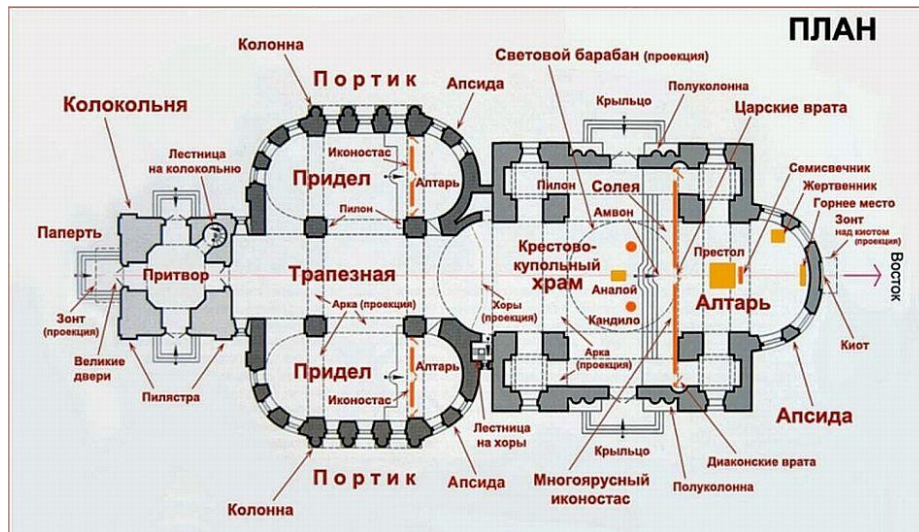 ПЛАН
Колонна
Портик
Апсида
Световой барабан (проекция)
Полуколонна
Крыльцо
Царские врата
Колокольня
Лестница
на колокольню
Иконостас
Придел
Алтарь
Пилон
Солея
Семисвечник
Жертвенник
Горнее место
Зонт
над киотом
(проекция)
Паперть
Пилон
Амвон
Притвор
Трапезная
Крестово-
купольный
храм
Аналой
Престол
Алтарь
Восток
Зонт
(проекция)
Арка (проекция)
Хоры
(проекция)
Кандило
Великие
двери
Придел
Алтарь
Иконостас
Арка
(проекция)
Киот
Пилястра
Лестница
на хоры
Апсида
Крыльцо
Диаконские врата
Портик
Апсида
Многоярусный
иконостас
Полуколонна
Колонна